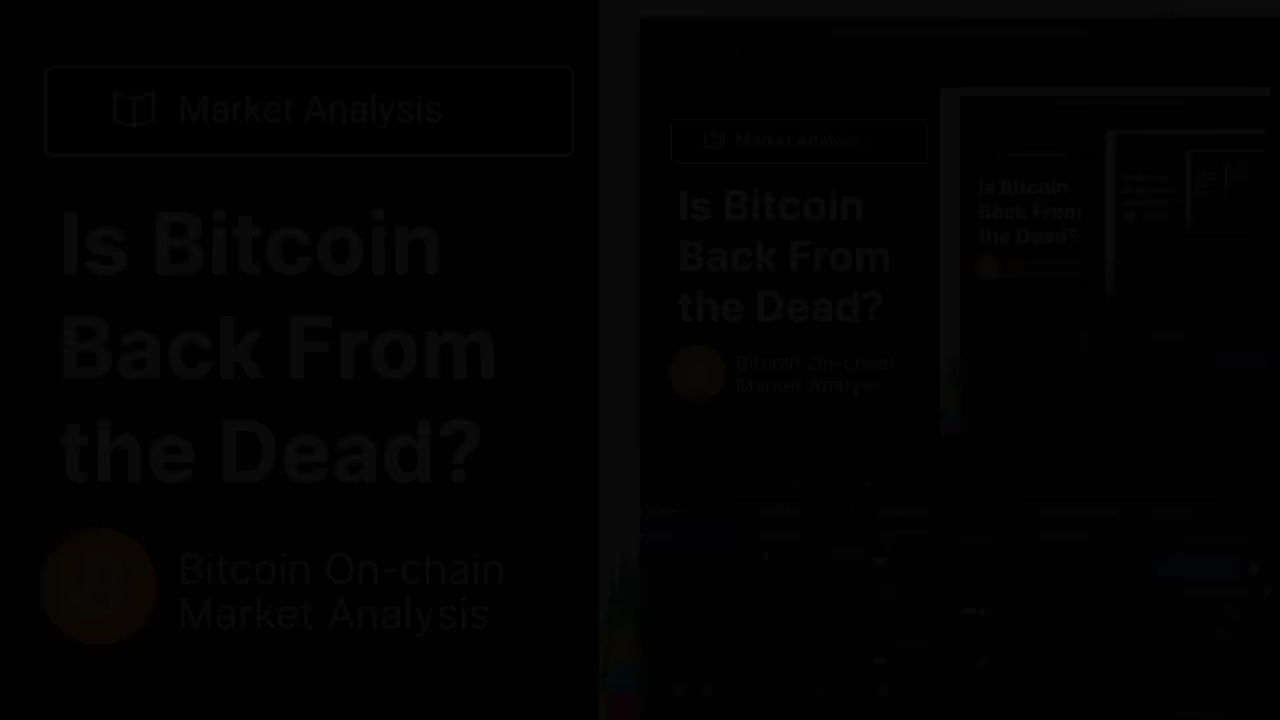 Market Analysis
Is Bitcoin
Back From
the Dead?
Bitcoin On-chain
Market Analysis
Market Analysis
Is Bitcoin
Back From
the Dead?
Bitcoin On-chain
Market Analysis
Is Bitcoin
Back From
the Dead?